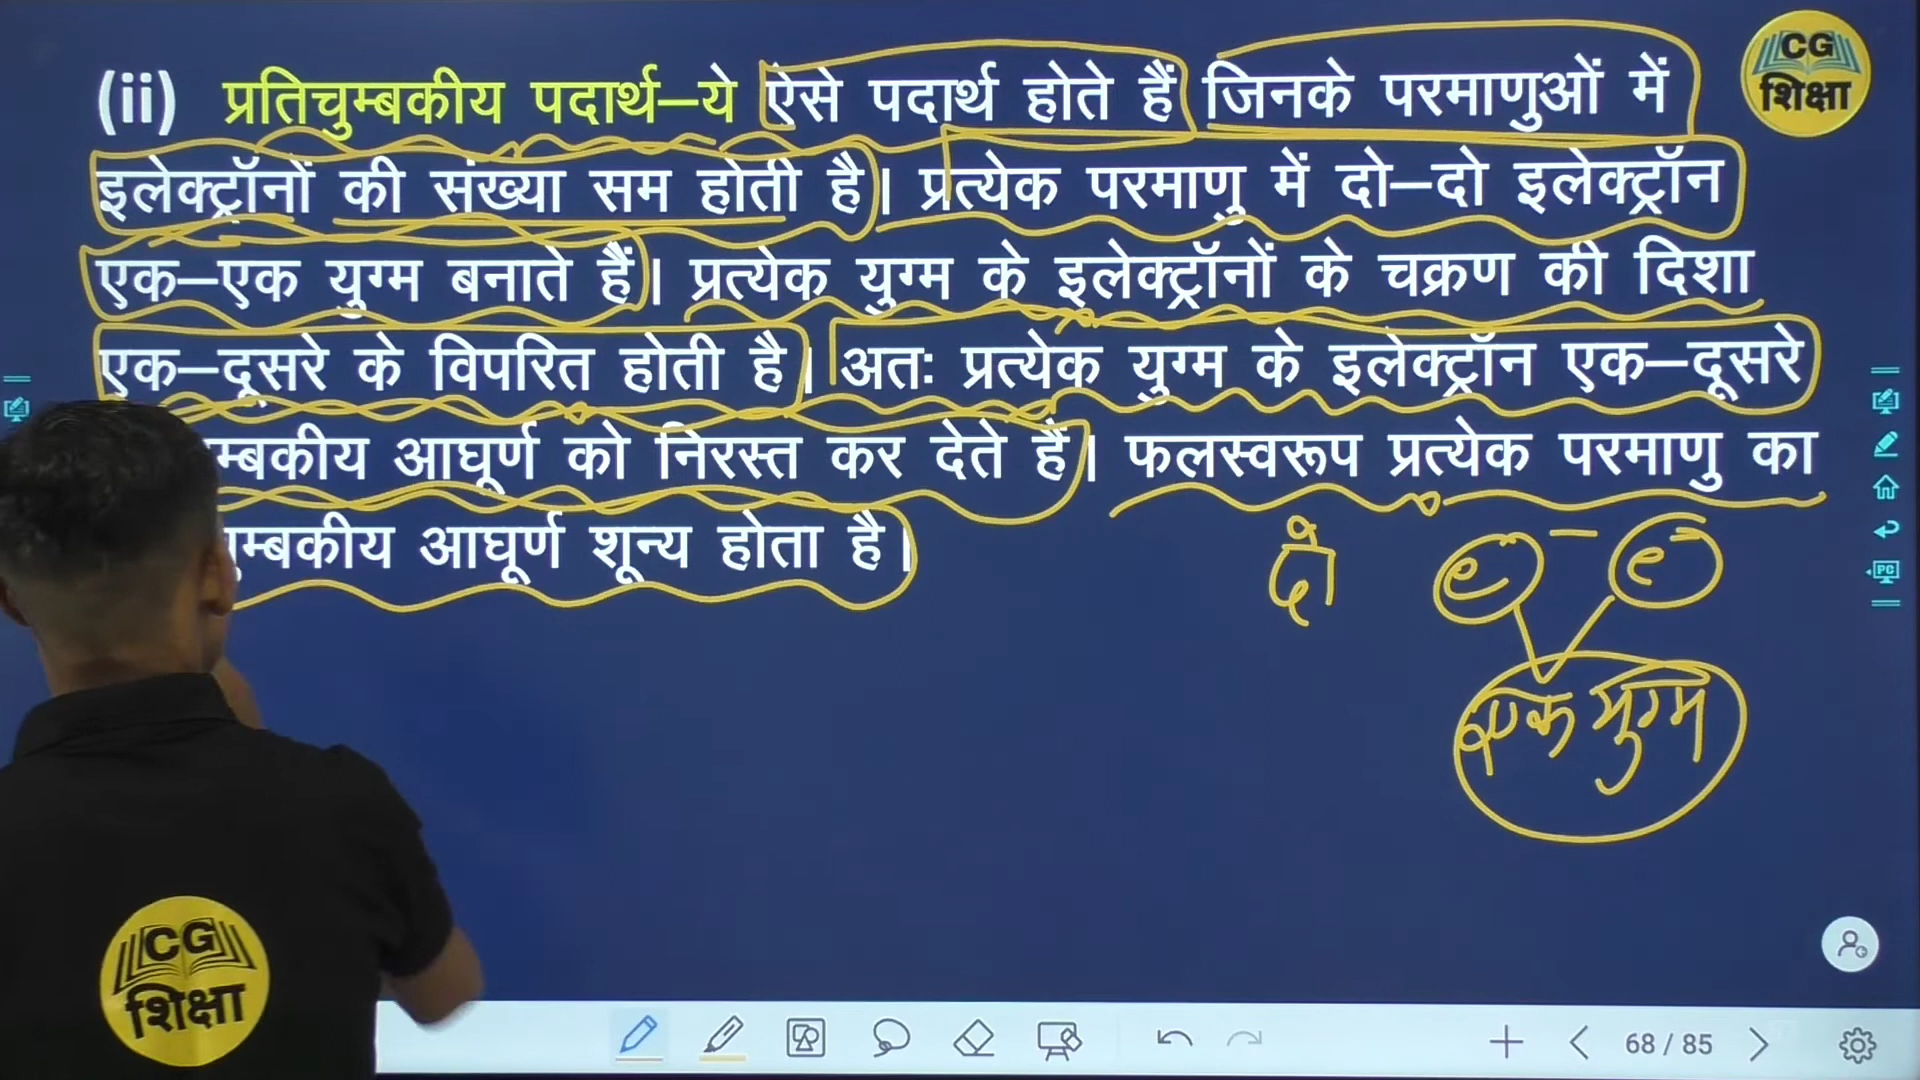 (ii) प्रतिचुम्बकीय पदार्थ–ये ऐसे पदार्थ होते हैं जिनके परमाणुओं में
इलेक्ट्रॉनों की संख्या सम होती है। प्रत्येक परमाणु में दो–दो इलेक्ट्रॉन
एक–एक युग्म बनाते हैं। प्रत्येक युग्म के इलेक्ट्रॉनों के चक्रण की दिशा
एक–दूसरे के विपरित होती है। अतः प्रत्येक युग्म के इलेक्ट्रॉन एक–दूसरे
म्बकीय आघूर्ण को निरस्त कर देते हैं। फलस्वरूप प्रत्येक परमाणु का
ुम्बकीय आघूर्ण शून्य होता है।
CG
शिक्षा
दो e⁻ – e⁻
एक युग्म
CG
शिक्षा
PC
68 / 85